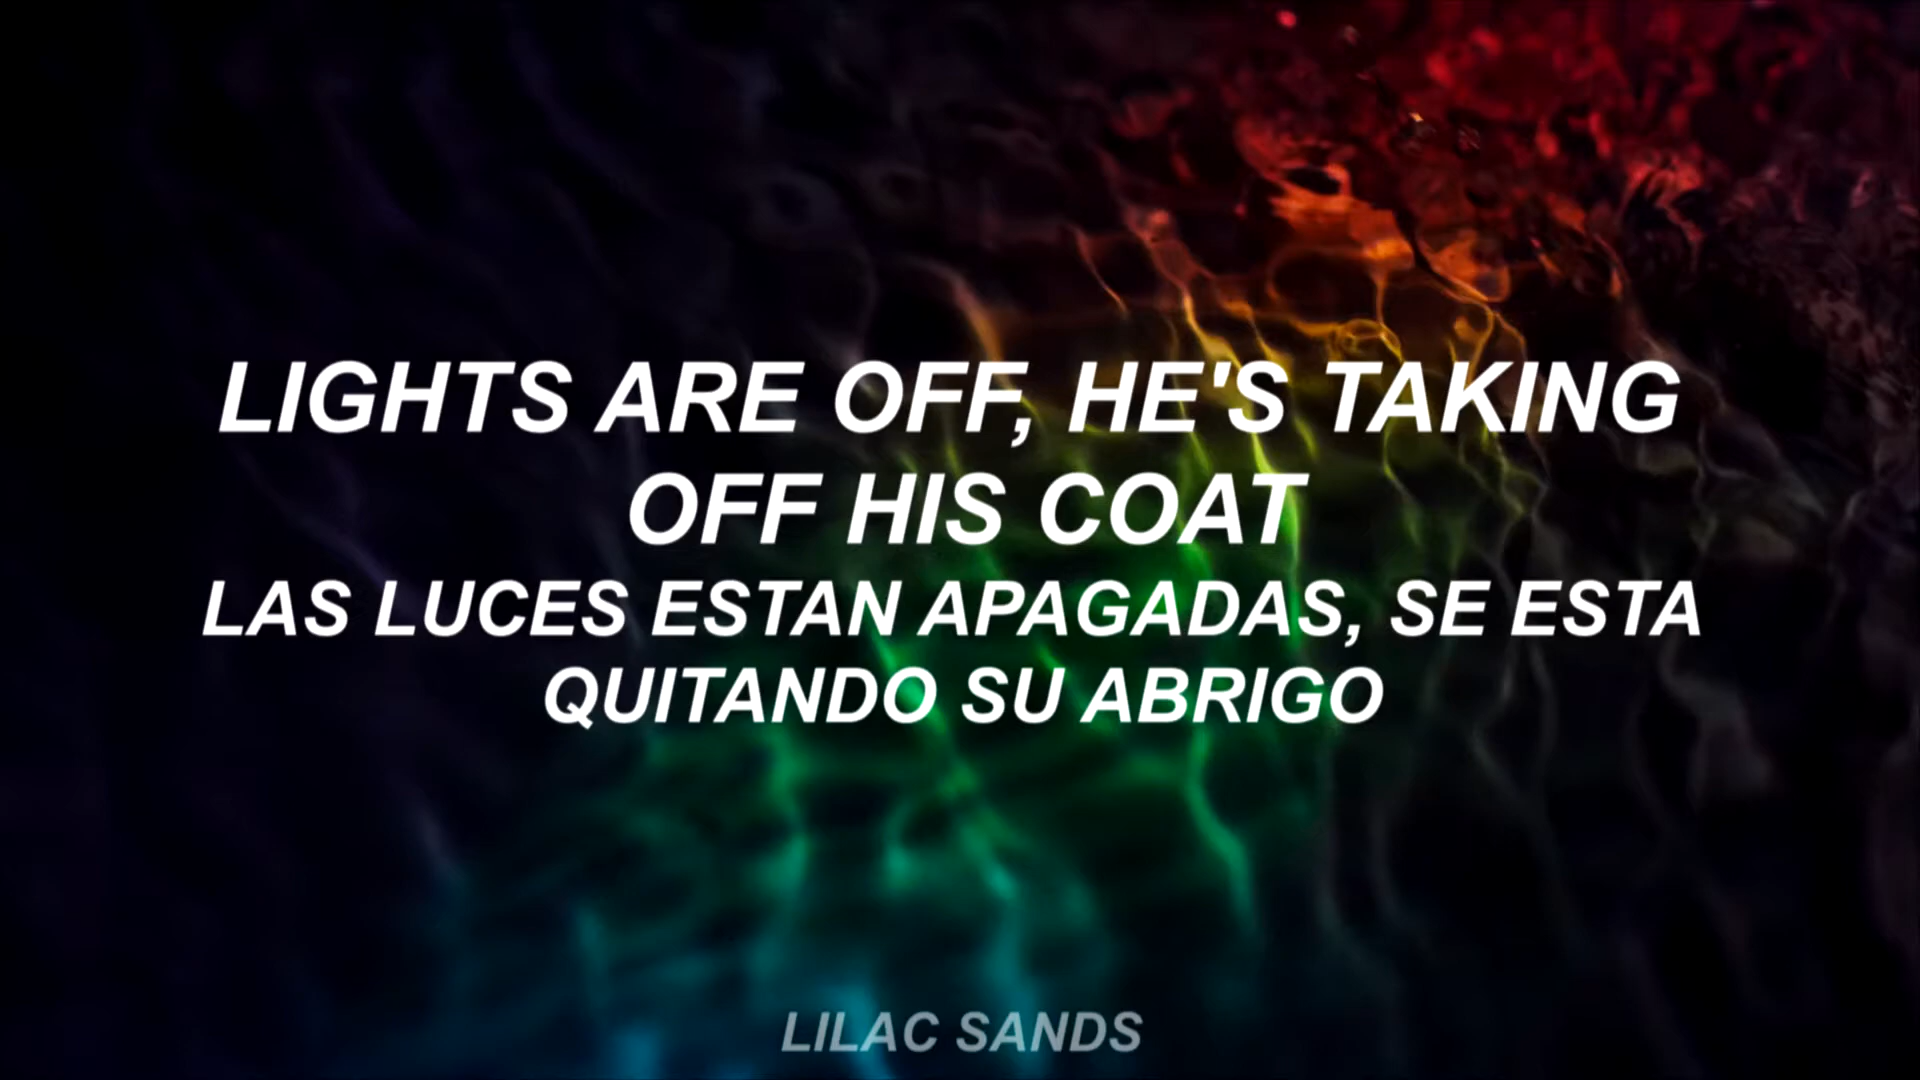 LIGHTS ARE OFF, HE'S TAKING
OFF HIS COAT
LAS LUCES ESTAN APAGADAS, SE ESTA
QUITANDO SU ABRIGO
LILAC SANDS